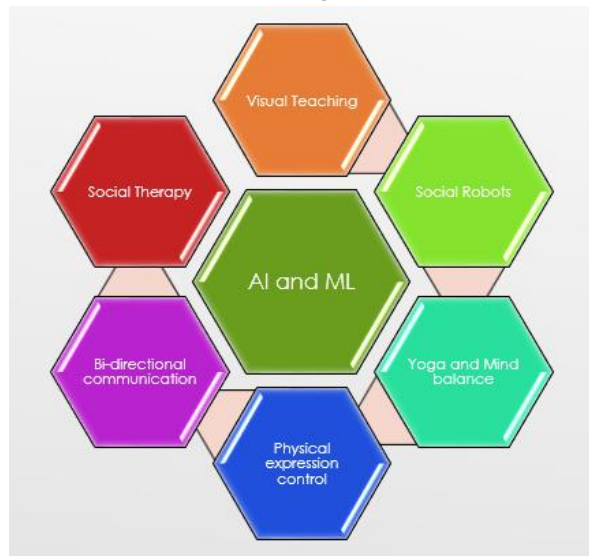 Visual Teaching
Social Therapy
Social Robots
AI and ML
Bi-directional
communication
Yoga and Mind
balance
Physical
expression
control